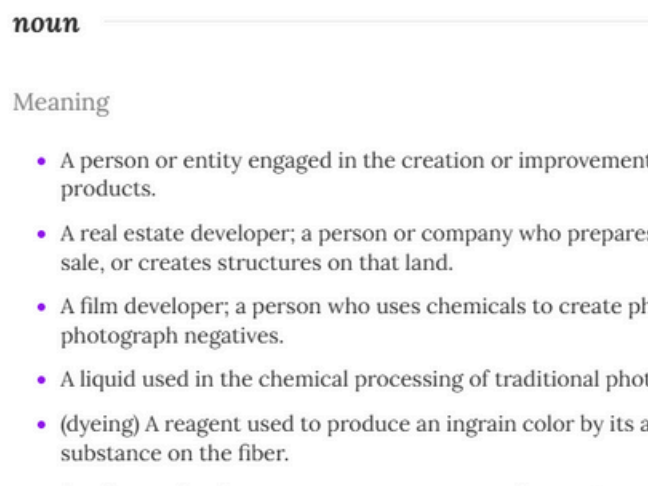 noun
Meaning
A person or entity engaged in the creation or improvement
products.
A real estate developer; a person or company who prepares
sale, or creates structures on that land.
A film developer; a person who uses chemicals to create ph
photograph negatives.
A liquid used in the chemical processing of traditional phot
(dyeing) A reagent used to produce an ingrain color by its a
substance on the fiber.